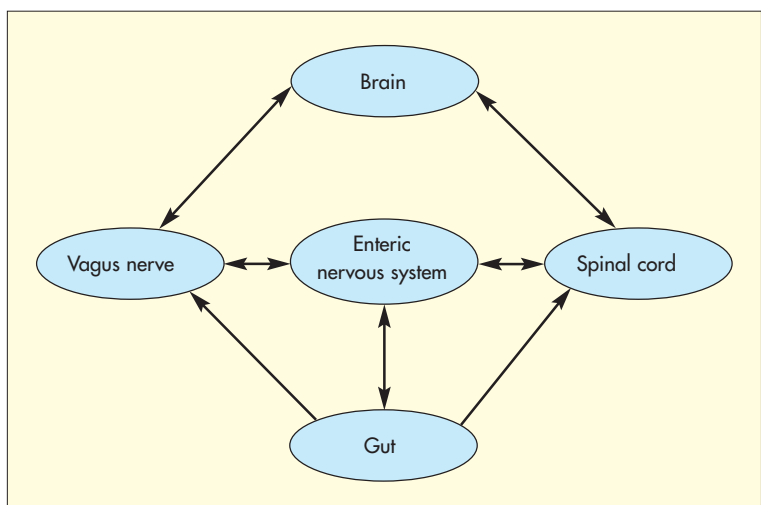 Brain
Vagus nerve
Enteric
nervous system
Spinal cord
Gut